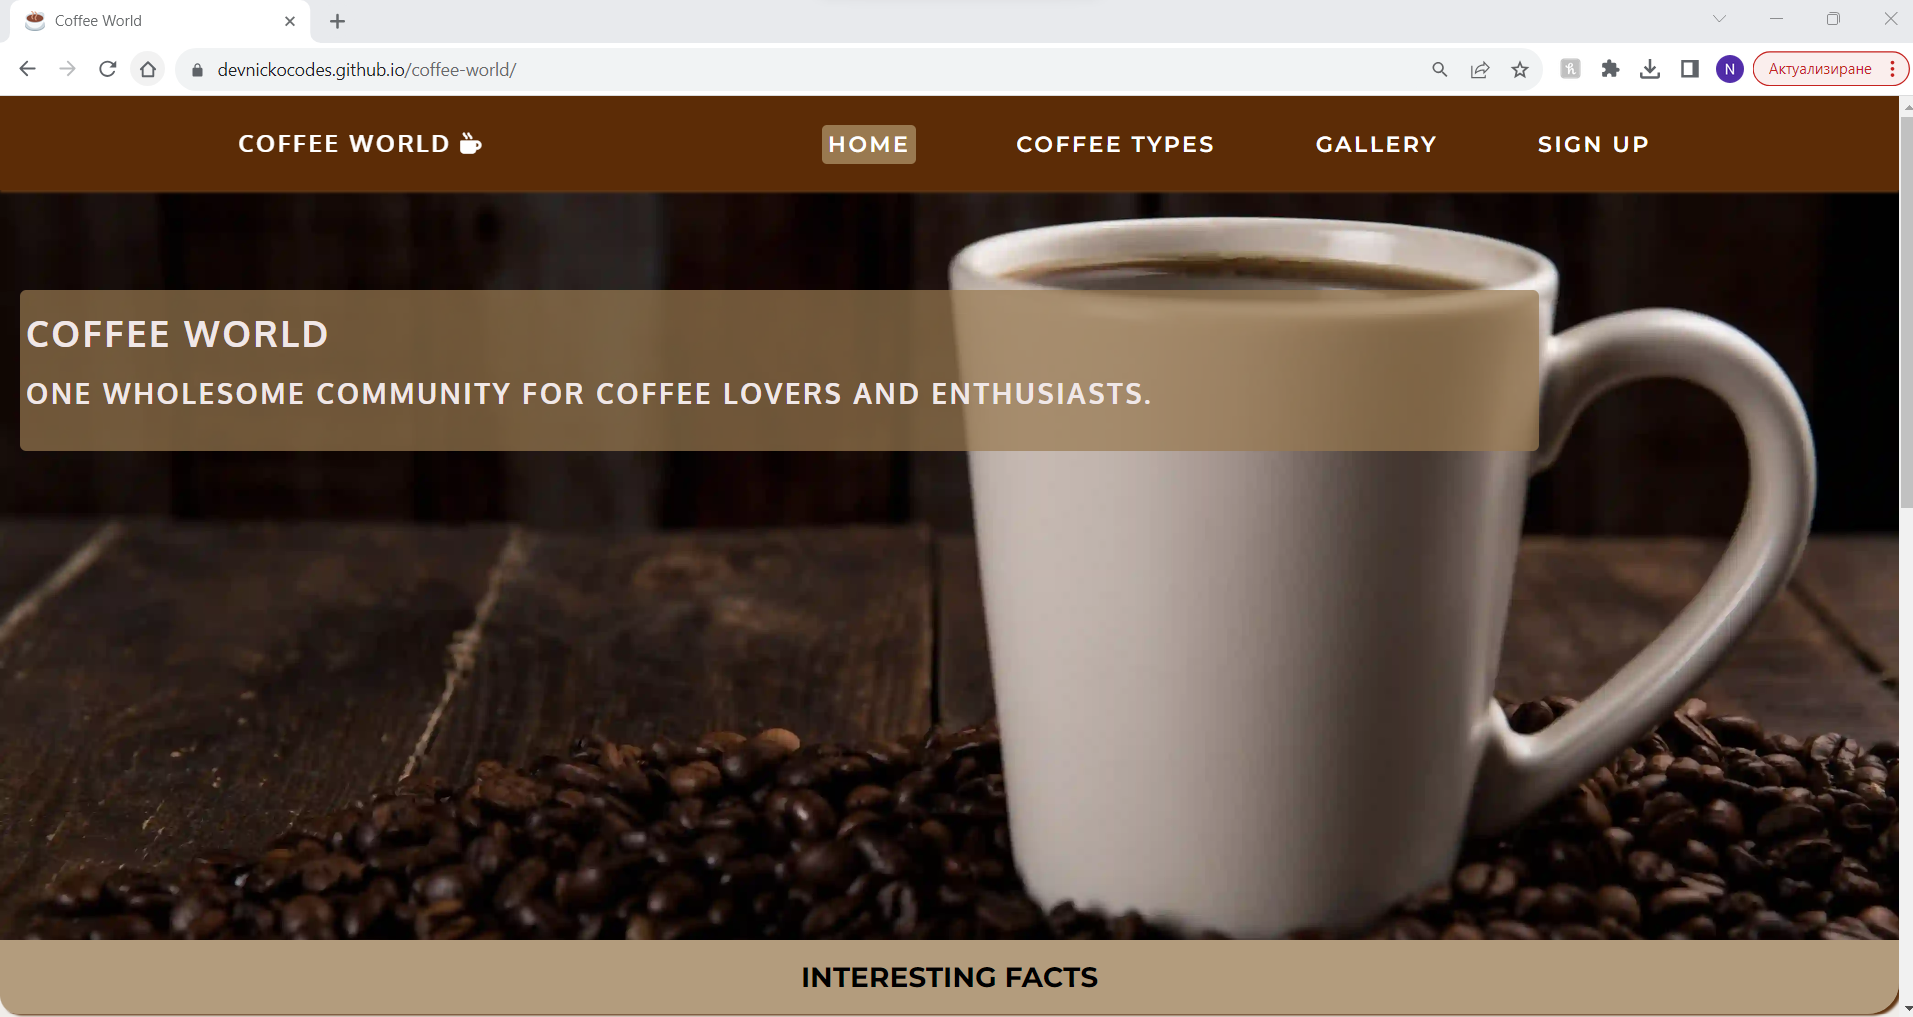 Coffee World
devnickocodes.github.io/coffee-world/
N
Актуализиране
COFFEE WORLD
HOME
COFFEE TYPES
GALLERY
SIGN UP
COFFEE WORLD
ONE WHOLESOME COMMUNITY FOR COFFEE LOVERS AND ENTHUSIASTS.
INTERESTING FACTS